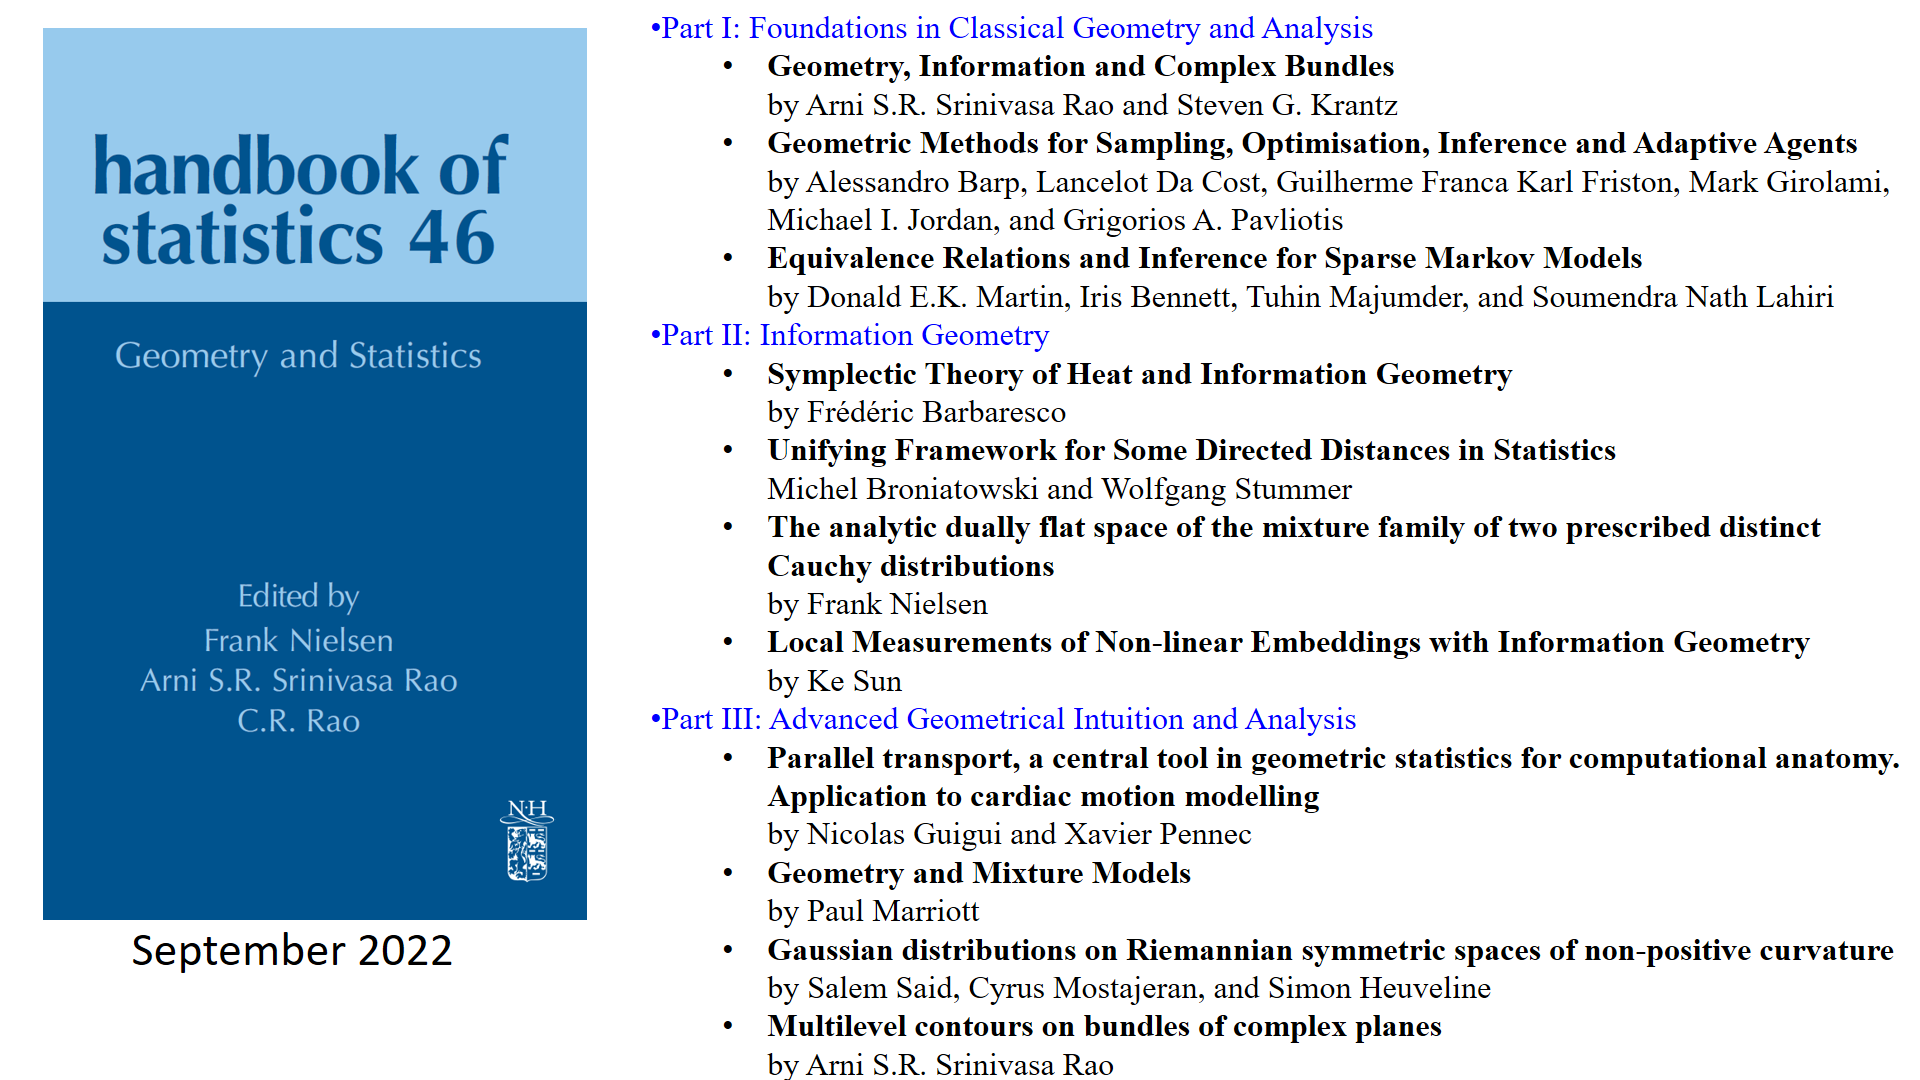 handbook of
statistics 46
Geometry and Statistics
Edited by
Frank Nielsen
Arni S.R. Srinivasa Rao
C.R. Rao
N·H
September 2022
•Part I: Foundations in Classical Geometry and Analysis
• Geometry, Information and Complex Bundles
by Arni S.R. Srinivasa Rao and Steven G. Krantz
• Geometric Methods for Sampling, Optimisation, Inference and Adaptive Agents
by Alessandro Barp, Lancelot Da Cost, Guilherme Franca Karl Friston, Mark Girolami,
Michael I. Jordan, and Grigorios A. Pavliotis
• Equivalence Relations and Inference for Sparse Markov Models
by Donald E.K. Martin, Iris Bennett, Tuhin Majumder, and Soumendra Nath Lahiri
•Part II: Information Geometry
• Symplectic Theory of Heat and Information Geometry
by Frédéric Barbaresco
• Unifying Framework for Some Directed Distances in Statistics
Michel Broniatowski and Wolfgang Stummer
• The analytic dually flat space of the mixture family of two prescribed distinct
Cauchy distributions
by Frank Nielsen
• Local Measurements of Non-linear Embeddings with Information Geometry
by Ke Sun
•Part III: Advanced Geometrical Intuition and Analysis
• Parallel transport, a central tool in geometric statistics for computational anatomy.
Application to cardiac motion modelling
by Nicolas Guigui and Xavier Pennec
• Geometry and Mixture Models
by Paul Marriott
• Gaussian distributions on Riemannian symmetric spaces of non-positive curvature
by Salem Said, Cyrus Mostajeran, and Simon Heuveline
• Multilevel contours on bundles of complex planes
by Arni S.R. Srinivasa Rao